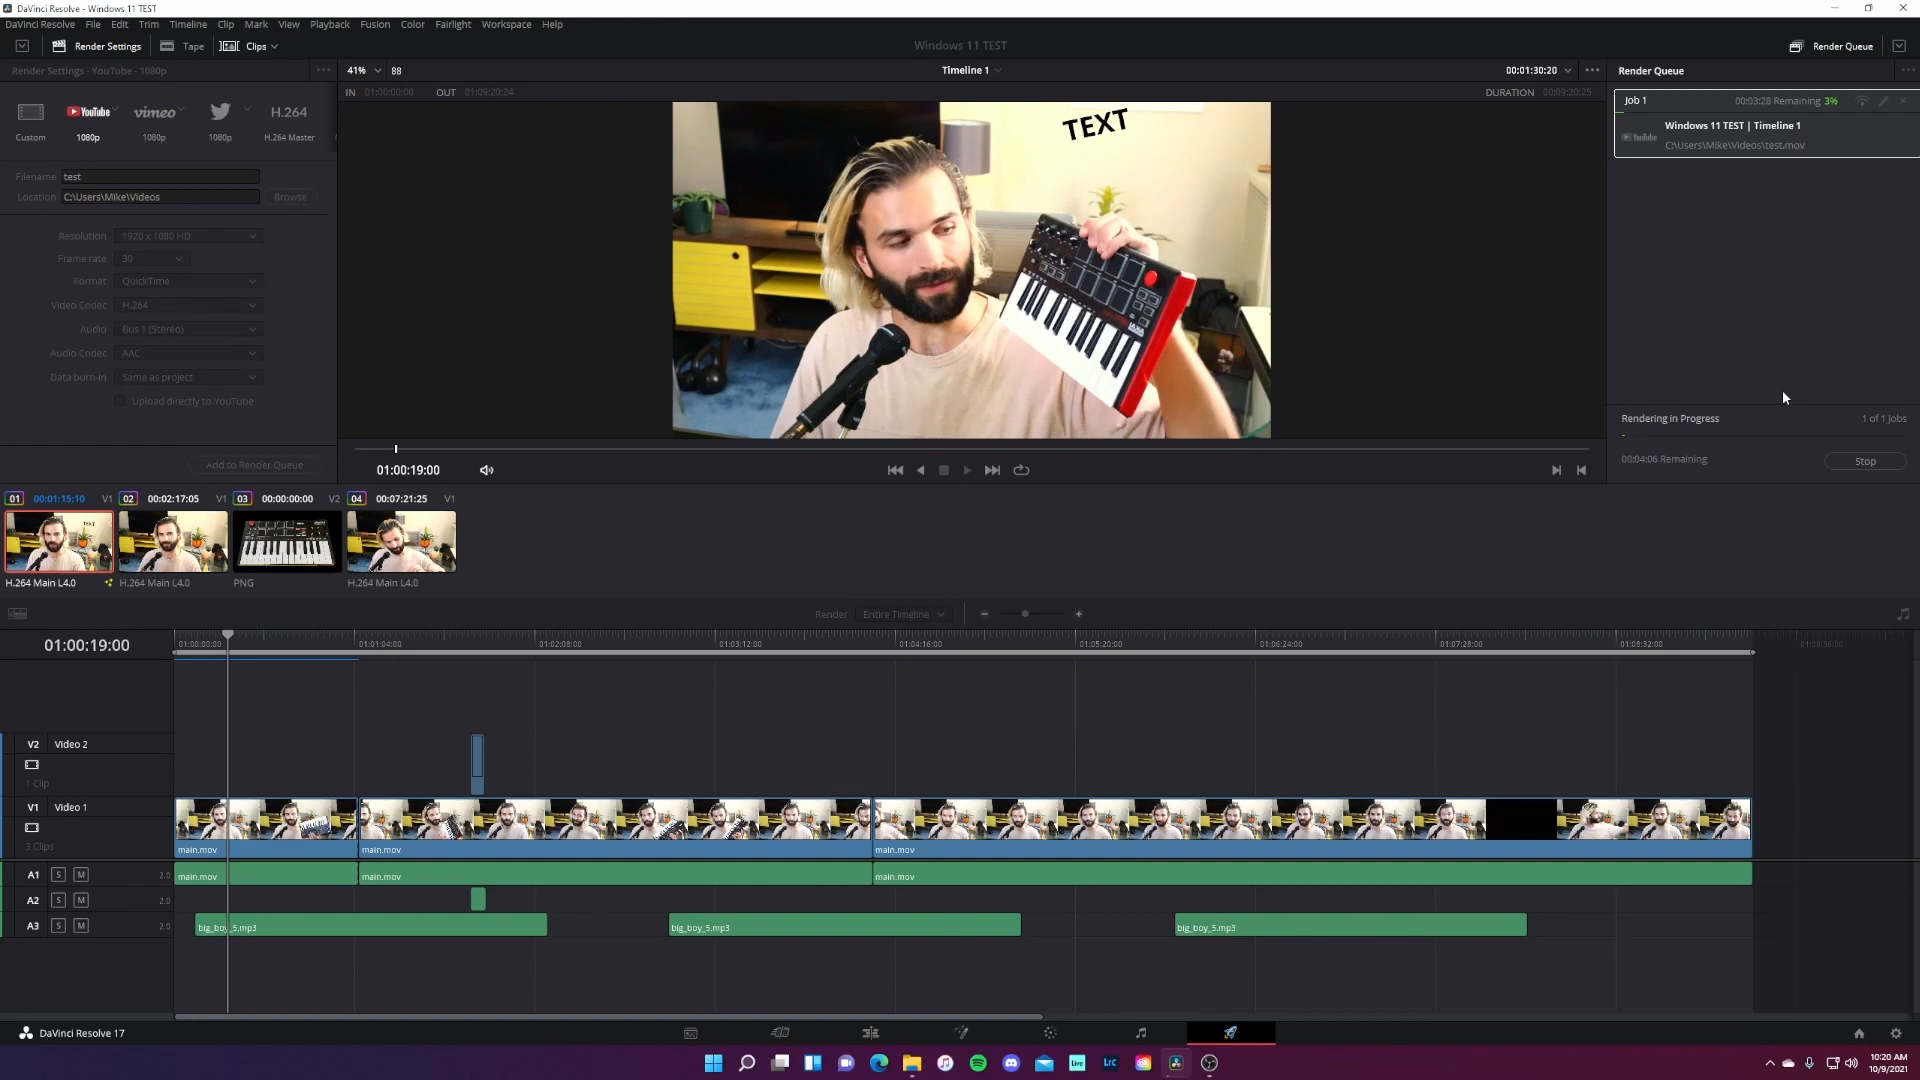 DaVinci Resolve - Windows 11 TEST
DaVinci Resolve File Edit Trim Timeline Clip Mark View Playback Fusion Color Fairlight Workspace Help
Render Settings Tape Clips Windows 11 TEST Render Queue
Render Settings - YouTube - 1080p 41% Timeline 1 00:01:30:20 Render Queue
IN 01:00:00:00 OUT 01:09:20:24 DURATION 00:09:20:25
YouTube vimeo H.264
Custom 1080p 1080p 1080p H.264 Master
Filename test
Location C:\Users\Mike\Videos Browse
Resolution 1920 x 1080 HD
Frame rate 30
Format QuickTime
Video Codec H.264
Audio Bus 1 (Stereo)
Audio Codec AAC
Data burn-in Same as project
Upload directly to YouTube
Add to Render Queue
TEXT
AKAI
Job 1 00:03:28 Remaining 3%
Windows 11 TEST | Timeline 1
YouTube C:\Users\Mike\Videos\test.mov
Rendering in Progress 1 of 1 Jobs
00:04:06 Remaining Stop
01:00:19:00
01 00:01:15:10 V1 02 00:02:17:05 V1 03 00:00:00:00 V2 04 00:07:21:25 V1
TEXT
H.264 Main L4.0 H.264 Main L4.0 PNG H.264 Main L4.0
Render Entire Timeline
01:00:19:00 01:00:00:00 01:01:04:00 01:02:08:00 01:03:12:00 01:04:16:00 01:05:20:00 01:06:24:00 01:07:28:00 01:08:32:00 01:09:36:00
V2 Video 2
1 Clip
V1 Video 1
3 Clips
main.mov main.mov main.mov
A1 S M 2.0 main.mov main.mov main.mov
A2 S M 2.0
A3 S M 2.0 big_boy_5.mp3 big_boy_5.mp3 big_boy_5.mp3
DaVinci Resolve 17
Live LrC
10:20 AM
10/9/2021